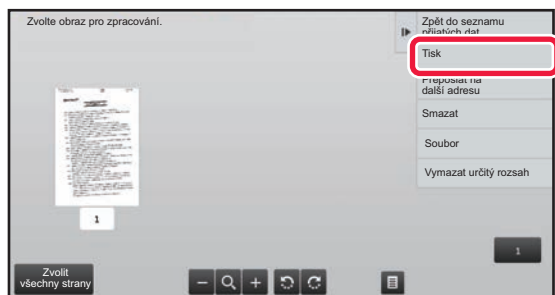 Zvolte obraz pro zpracování.
Zpět do seznamu
přijatých dat
Tisk
Přeposlat na
další adresu
Smazat
Soubor
Vymazat určitý rozsah
1
1
Zvolit
všechny strany